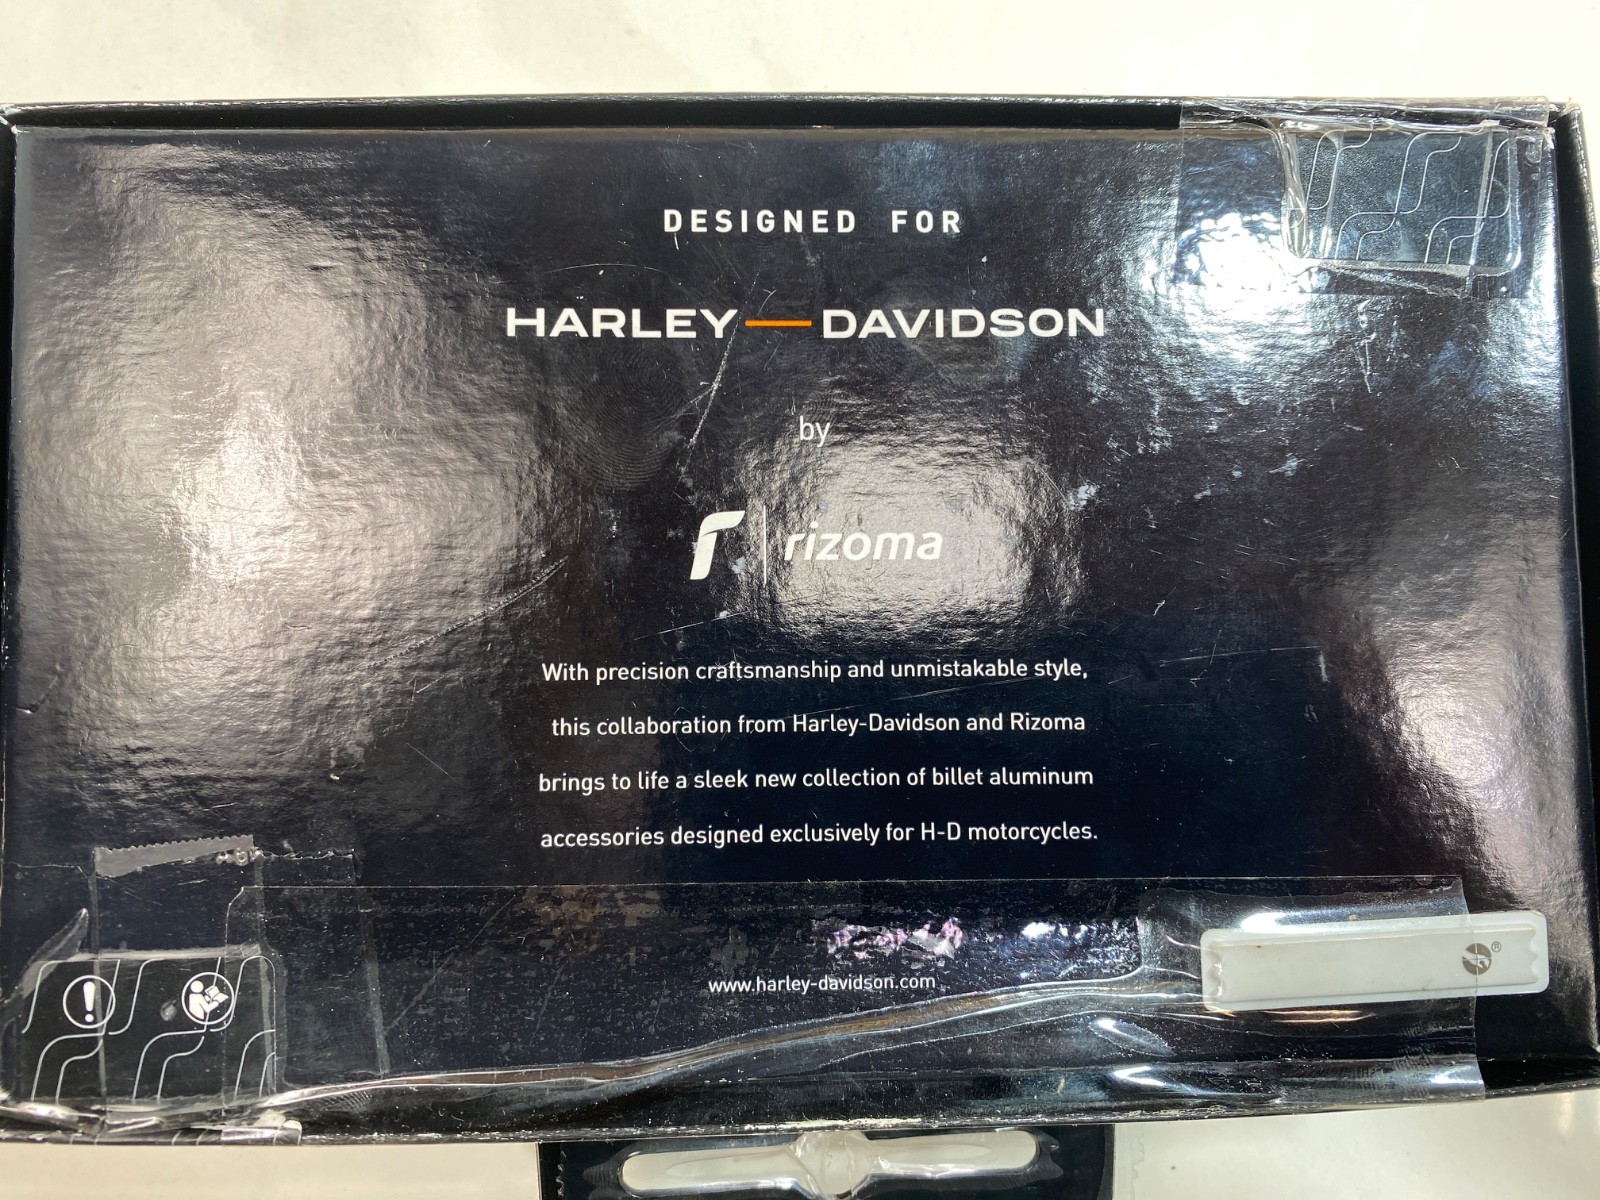 DESIGNED FOR
HARLEY—DAVIDSON
by
rizoma
With precision craftsmanship and unmistakable style,
this collaboration from Harley-Davidson and Rizoma
brings to life a sleek new collection of billet aluminum
accessories designed exclusively for H-D motorcycles.
www.harley-davidson.com
®